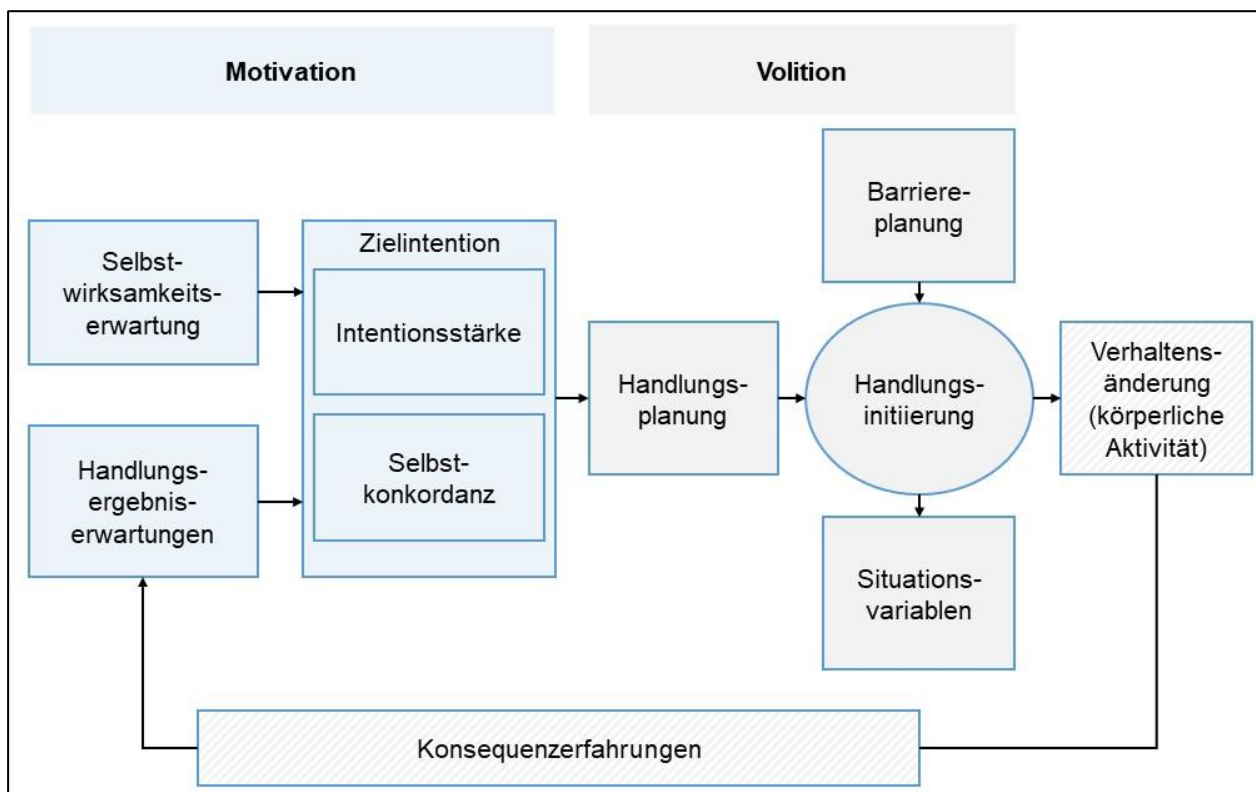 Motivation
Volition
Barriere-
planung
Selbst-
wirksamkeits-
erwartung
Zielintention
Intentionsstärke
Selbst-
konkordanz
Handlungs-
ergebnis-
erwartungen
Handlungs-
planung
Handlungs-
initiierung
Verhaltens-
änderung
(körperliche
Aktivität)
Situations-
variablen
Konsequenzerfahrungen